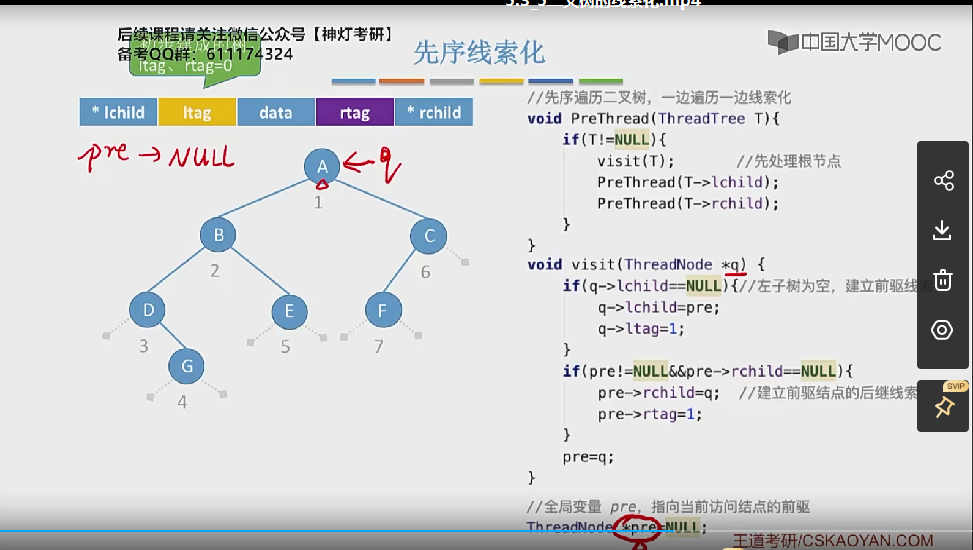 5.3_5 二叉树的线索化.mp4
后续课程请关注微信公众号【神灯考研】
备考QQ群：611174324
ltag、rtag=0
先序线索化
中国大学MOOC
* lchild ltag data rtag * rchild
pre → NULL
A ← q
1
B
2
C
6
D
3
E
5
F
7
G
4
//先序遍历二叉树，一边遍历一边线索化
void PreThread(ThreadTree T){
if(T!=NULL){
visit(T); //先处理根节点
PreThread(T->lchild);
PreThread(T->rchild);
}
}
void visit(ThreadNode *q) {
if(q->lchild==NULL){//左子树为空，建立前驱线索
q->lchild=pre;
q->ltag=1;
}
if(pre!=NULL&&pre->rchild==NULL){
pre->rchild=q; //建立前驱结点的后继线索
pre->rtag=1;
}
pre=q;
}
//全局变量 pre，指向当前访问结点的前驱
ThreadNode *pre=NULL;
SVIP
王道考研/CSKAOYAN.COM